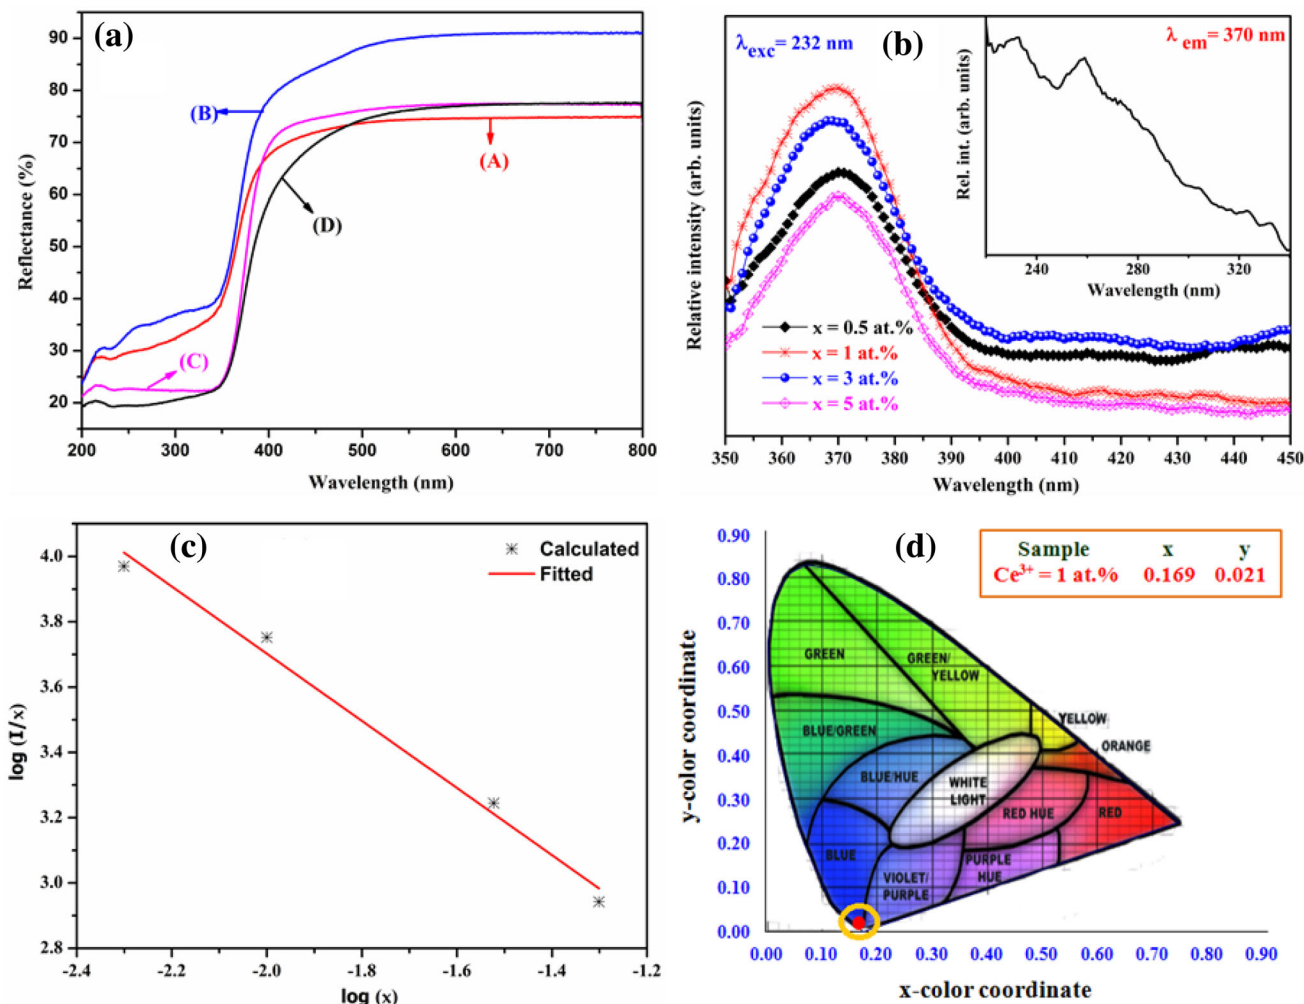 (a)
Reflectance (%)
90
80
70
60
50
40
30
20
200 300 400 500 600 700 800
Wavelength (nm)
(B)
(A)
(D)
(C)
(b)
λexc= 232 nm
Relative intensity (arb. units)
x = 0.5 at.%
x = 1 at.%
x = 3 at.%
x = 5 at.%
350 360 370 380 390 400 410 420 430 440 450
Wavelength (nm)
λ em= 370 nm
Rel. int. (arb. units)
240 280 320
Wavelength (nm)
(c)
log (I/x)
4.0
3.8
3.6
3.4
3.2
3.0
2.8
Calculated
Fitted
-2.4 -2.2 -2.0 -1.8 -1.6 -1.4 -1.2
log (x)
(d)
Sample x y
Ce3+ = 1 at.% 0.169 0.021
y-color coordinate
0.90
0.80
0.70
0.60
0.50
0.40
0.30
0.20
0.10
0.00
GREEN
GREEN/
YELLOW
YELLOW
ORANGE
BLUE/GREEN
BLUE/HUE
WHITE
LIGHT
RED HUE
RED
BLUE
VIOLET/
PURPLE
PURPLE
HUE
0.00 0.10 0.20 0.30 0.40 0.50 0.60 0.70 0.80 0.90
x-color coordinate